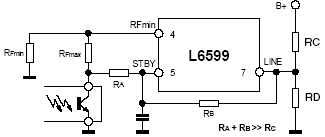 B+
RFmin
4
L6599
RFmin
RFmax
RC
STBY
LINE
5
7
RA
RB
RD
RA + RB >> RC